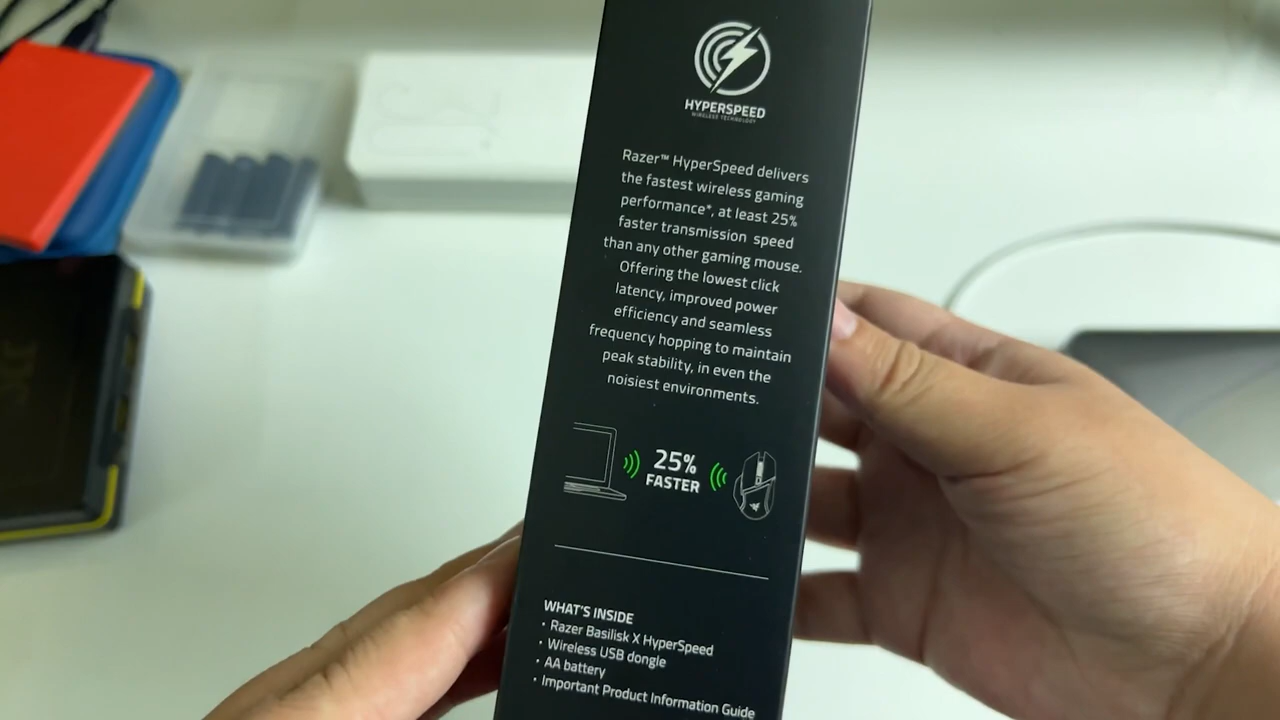 HYPERSPEED
WIRELESS TECHNOLOGY
Razer™ HyperSpeed delivers
the fastest wireless gaming
performance*, at least 25%
faster transmission speed
than any other gaming mouse.
Offering the lowest click
latency, improved power
efficiency and seamless
frequency hopping to maintain
peak stability, in even the
noisiest environments.
25%
FASTER
WHAT'S INSIDE
• Razer Basilisk X HyperSpeed
• Wireless USB dongle
• AA battery
• Important Product Information Guide